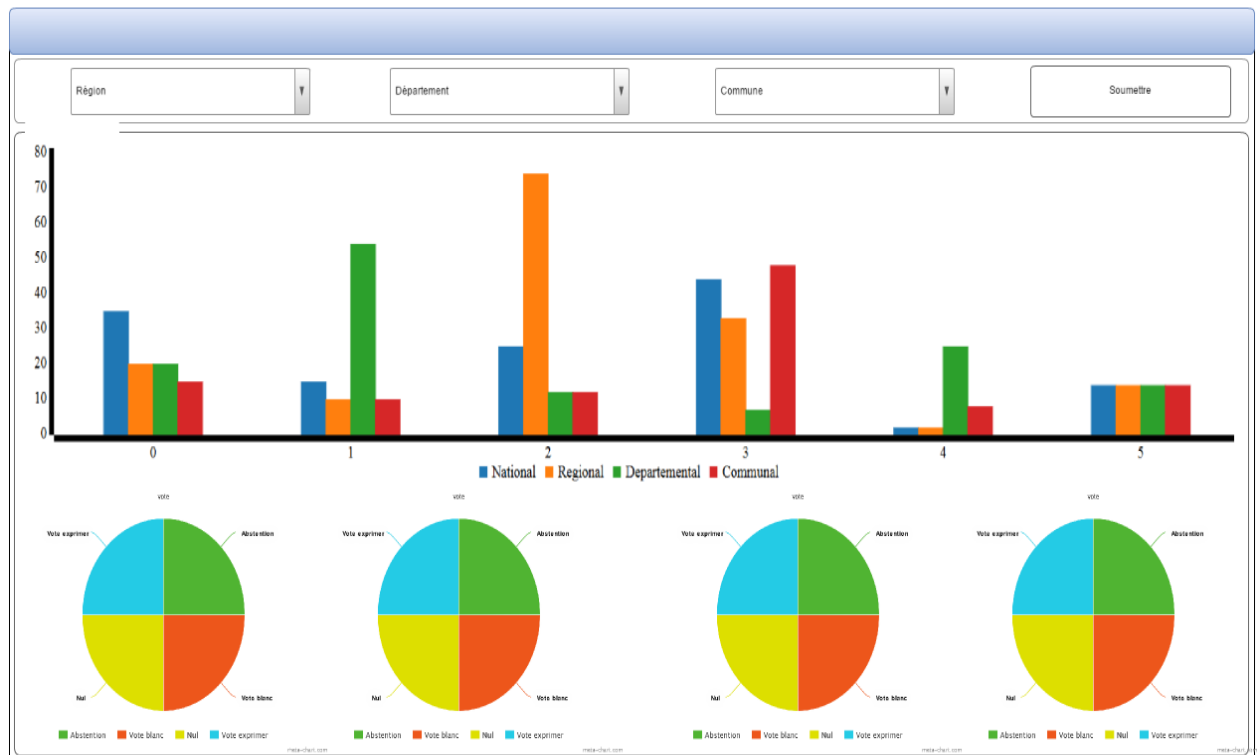 Règion Dèpartement Commune Soumettre
80
70
60
50
40
30
20
10
0
0 1 2 3 4 5
National Regional Departemental Communal
vote vote vote vote
Vote exprimer Abstention Vote exprimer Abstention Vote exprimer Abstention Vote exprimer Abstention
Nul Vote blanc Nul Vote blanc Nul Vote blanc Nul Vote blanc
Abstention Vote blanc Nul Vote exprimer Abstention Vote blanc Nul Vote exprimer Abstention Vote blanc Nul Vote exprimer Abstention Vote blanc Nul Vote exprimer
meta-chart.com meta-chart.com meta-chart.com meta-chart.com